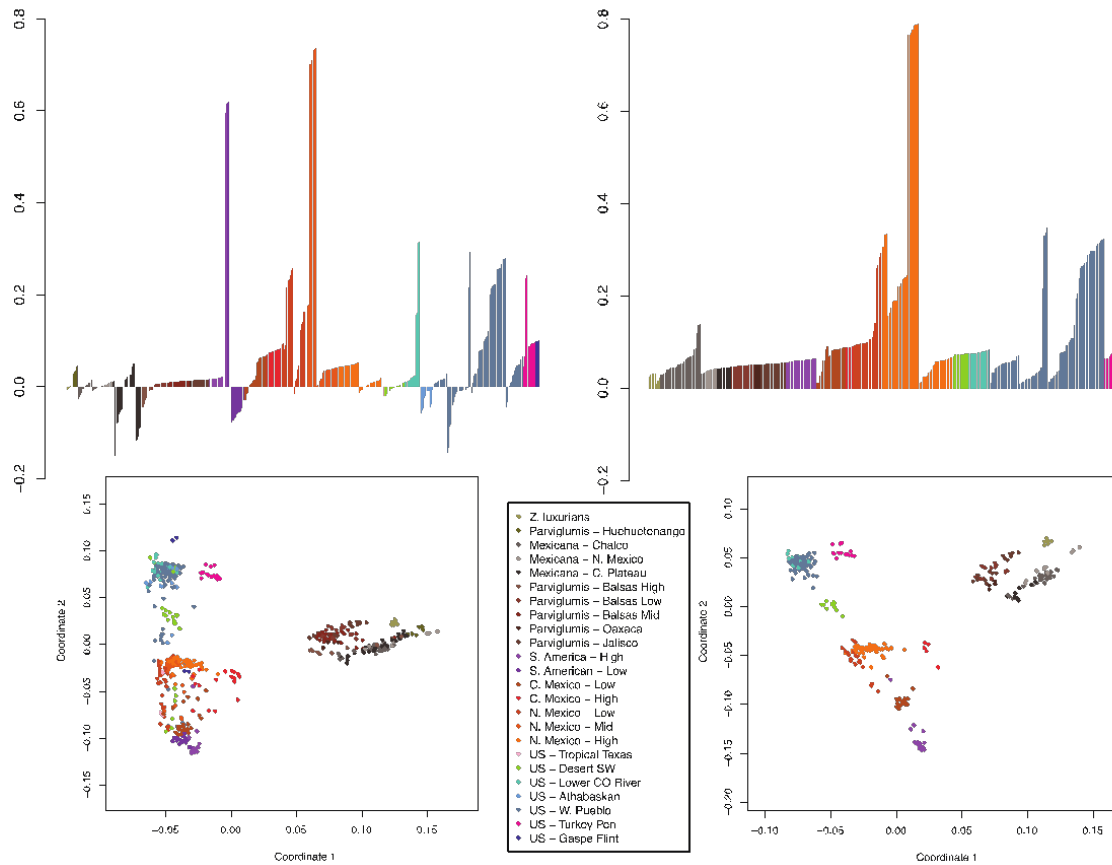 0.8
0.6
0.4
0.2
0.0
−0.2
0.8
0.6
0.4
0.2
0.0
−0.2
0.15
0.10
0.05
0.00
−0.05
−0.10
−0.15
Coordinate 2
−0.05
0.00
0.05
0.10
0.15
Coordinate 1
Z. luxurians
Parviglumis − Huehuetenango
Mexicana − Chalco
Mexicana − N. Mexico
Mexicana − C. Plateau
Parviglumis − Balsas High
Parviglumis − Balsas Low
Parviglumis − Balsas Mid
Parviglumis − Oaxaca
Parviglumis − Jalisco
S. America − High
S. American − Low
C. Mexico − Low
C. Mexico − High
N. Mexico − Low
N. Mexico − Mid
N. Mexico − High
US − Tropical Texas
US − Desert SW
US − Lower CO River
US − Athabaskan
US − W. Pueblo
US − Turkey Pen
US − Gaspe Flint
0.10
0.05
0.00
−0.05
−0.10
−0.15
−0.20
Coordinate 2
−0.10
−0.05
0.00
0.05
0.10
0.15
Coordinate 1